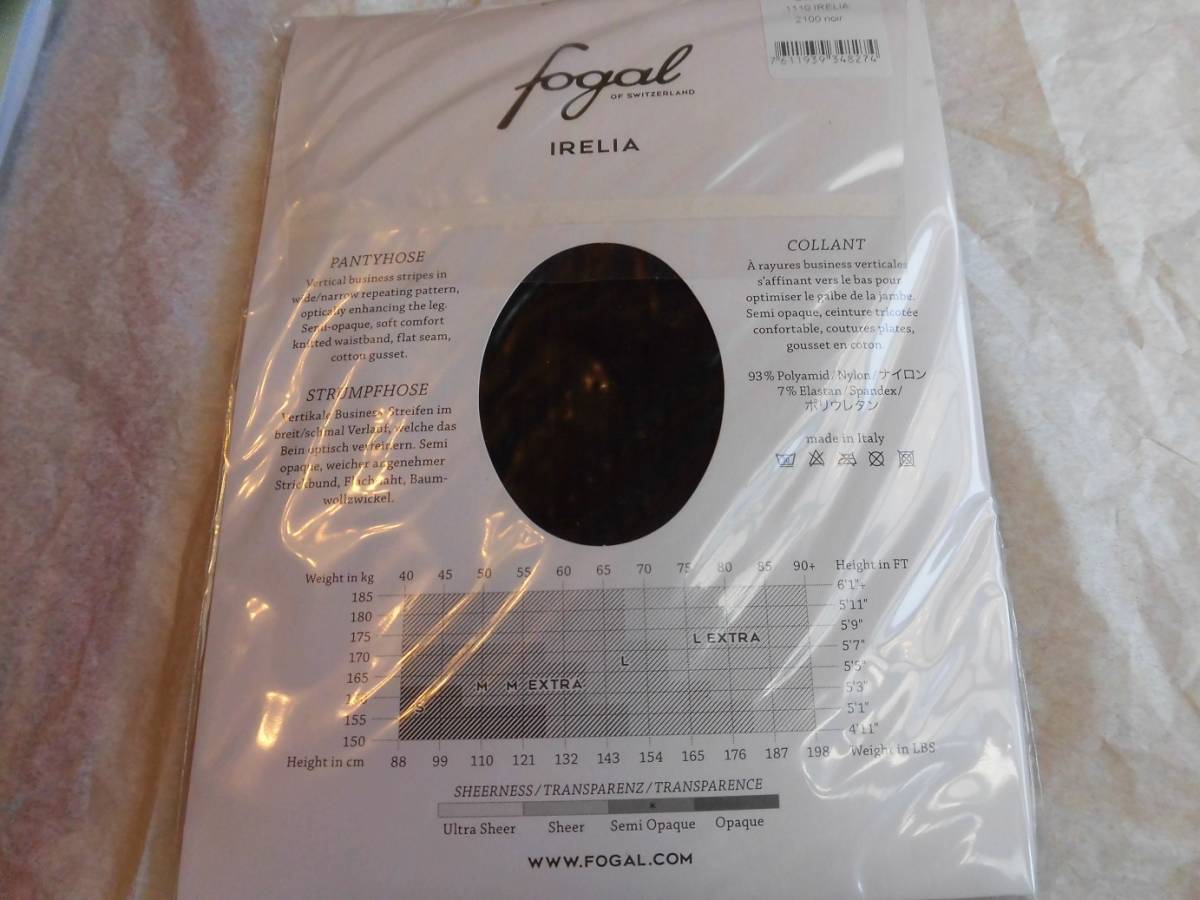 1110 IRELIA
2100 noir
7 611939 348274
fogal
OF SWITZERLAND
IRELIA
PANTYHOSE
Vertical business stripes in
wide/narrow repeating pattern,
optically enhancing the leg.
Semi-opaque, soft comfort
knitted waistband, flat seam,
cotton gusset.
STRUMPFHOSE
Vertikale Business Streifen im
breit/schmal Verlauf, welche das
Bein optisch verfeinern. Semi
opaque, weicher angenehmer
Strickbund, Flachnaht, Baum-
wollzwickel.
COLLANT
À rayures business verticales
s'affinant vers le bas pour
optimiser le galbe de la jambe.
Semi opaque, ceinture tricotée
confortable, coutures plates,
gousset en coton.
93% Polyamid/Nylon/ナイロン
7% Elastan/Spandex/
ポリウレタン
made in Italy
Weight in kg 40 45 50 55 60 65 70 75 80 85 90+ Height in FT
185 6'1"+
180 5'11"
175 5'9"
L EXTRA
170 5'7"
L
165 5'5"
M M EXTRA
5'3"
S
155 5'1"
150 4'11"
Height in cm 88 99 110 121 132 143 154 165 176 187 198 Weight in LBS
SHEERNESS/TRANSPARENZ/TRANSPARENCE
Ultra Sheer Sheer Semi Opaque Opaque
WWW.FOGAL.COM